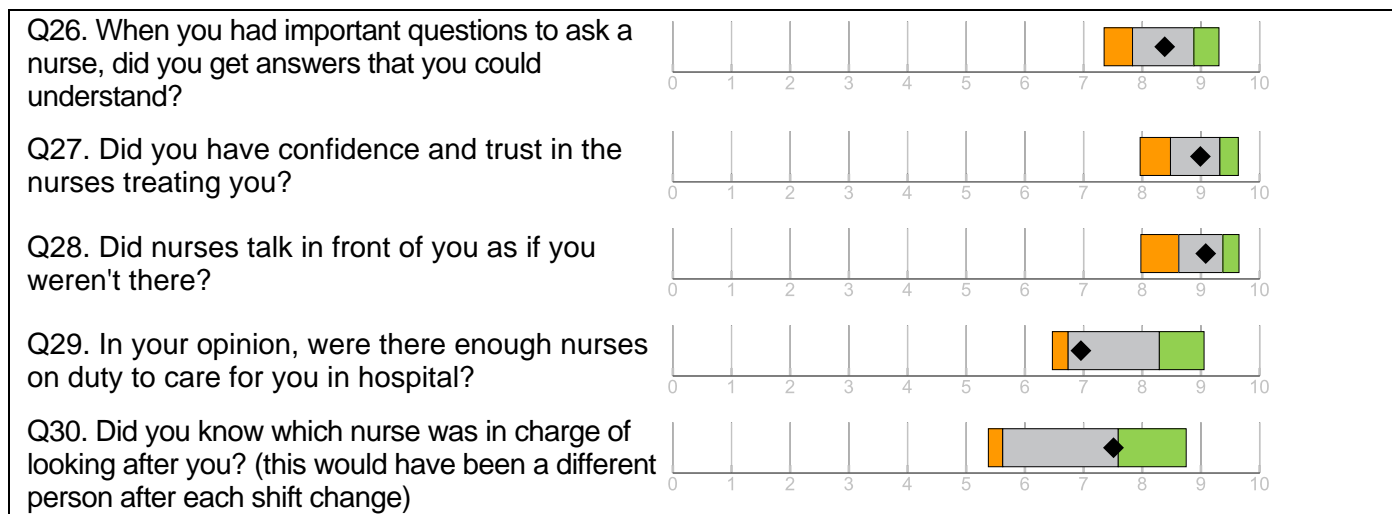 Q26. When you had important questions to ask a
nurse, did you get answers that you could
understand?
0 1 2 3 4 5 6 7 8 9 10
Q27. Did you have confidence and trust in the
nurses treating you?
0 1 2 3 4 5 6 7 8 9 10
Q28. Did nurses talk in front of you as if you
weren't there?
0 1 2 3 4 5 6 7 8 9 10
Q29. In your opinion, were there enough nurses
on duty to care for you in hospital?
0 1 2 3 4 5 6 7 8 9 10
Q30. Did you know which nurse was in charge of
looking after you? (this would have been a different
person after each shift change)
0 1 2 3 4 5 6 7 8 9 10